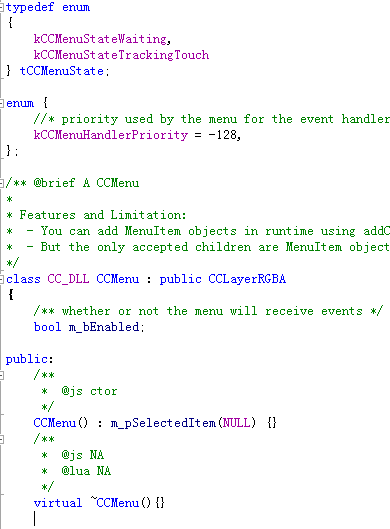 typedef enum
{
    kCCMenuStateWaiting,
    kCCMenuStateTrackingTouch
} tCCMenuState;
enum {
    //* priority used by the menu for the event handler
    kCCMenuHandlerPriority = -128,
};
/** @brief A CCMenu
*
* Features and Limitation:
*  - You can add MenuItem objects in runtime using addC
*  - But the only accepted children are MenuItem object
*/
class CC_DLL CCMenu : public CCLayerRGBA
{
    /** whether or not the menu will receive events */
    bool m_bEnabled;
public:
    /**
     *  @js ctor
     */
    CCMenu() : m_pSelectedItem(NULL) {}
    /**
     *  @js NA
     *  @lua NA
     */
    virtual ~CCMenu(){}